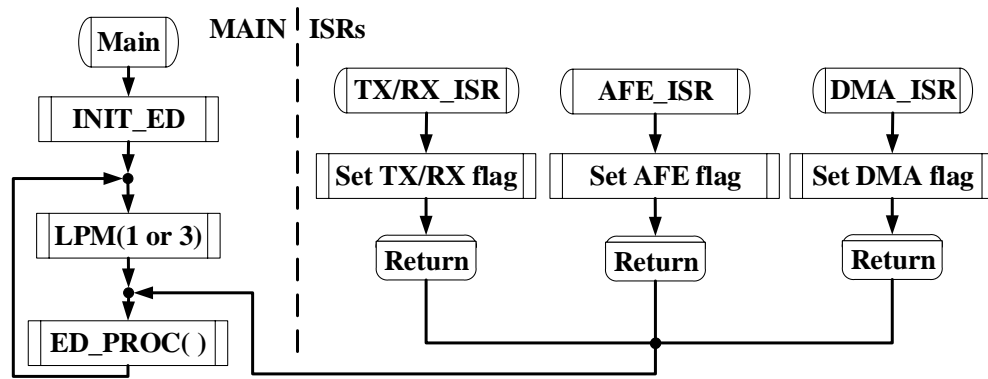 MAIN
ISRs
Main
INIT_ED
LPM(1 or 3)
ED_PROC( )
TX/RX_ISR
Set TX/RX flag
Return
AFE_ISR
Set AFE flag
Return
DMA_ISR
Set DMA flag
Return